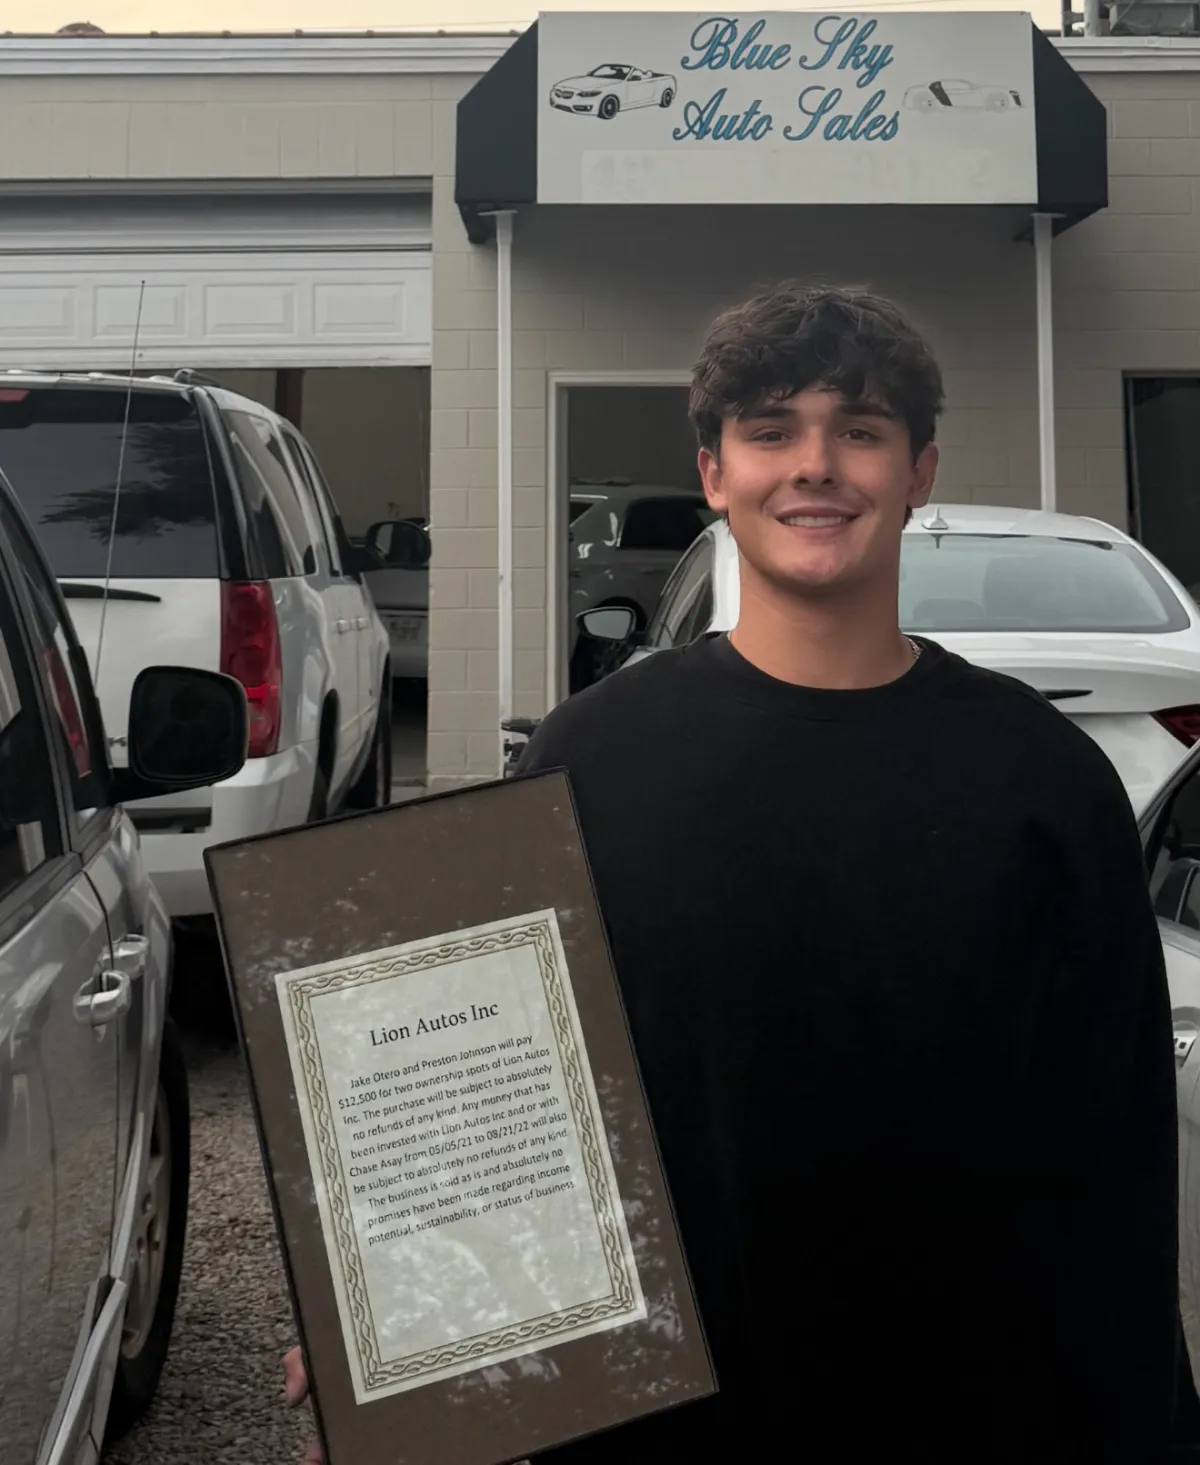 Blue Sky
Auto Sales
Lion Autos Inc
Jake Otero and Preston Johnson will pay
$12,500 for two ownership spots of Lion Autos
Inc. The purchase will be subject to absolutely
no refunds of any kind. Any money that has
been invested with Lion Autos Inc and or with
Chase Asay from 05/05/21 to 08/21/22 will also
be subject to absolutely no refunds of any kind
The business is sold as is and absolutely no
promises have been made regarding income
potential, sustainability, or status of business.